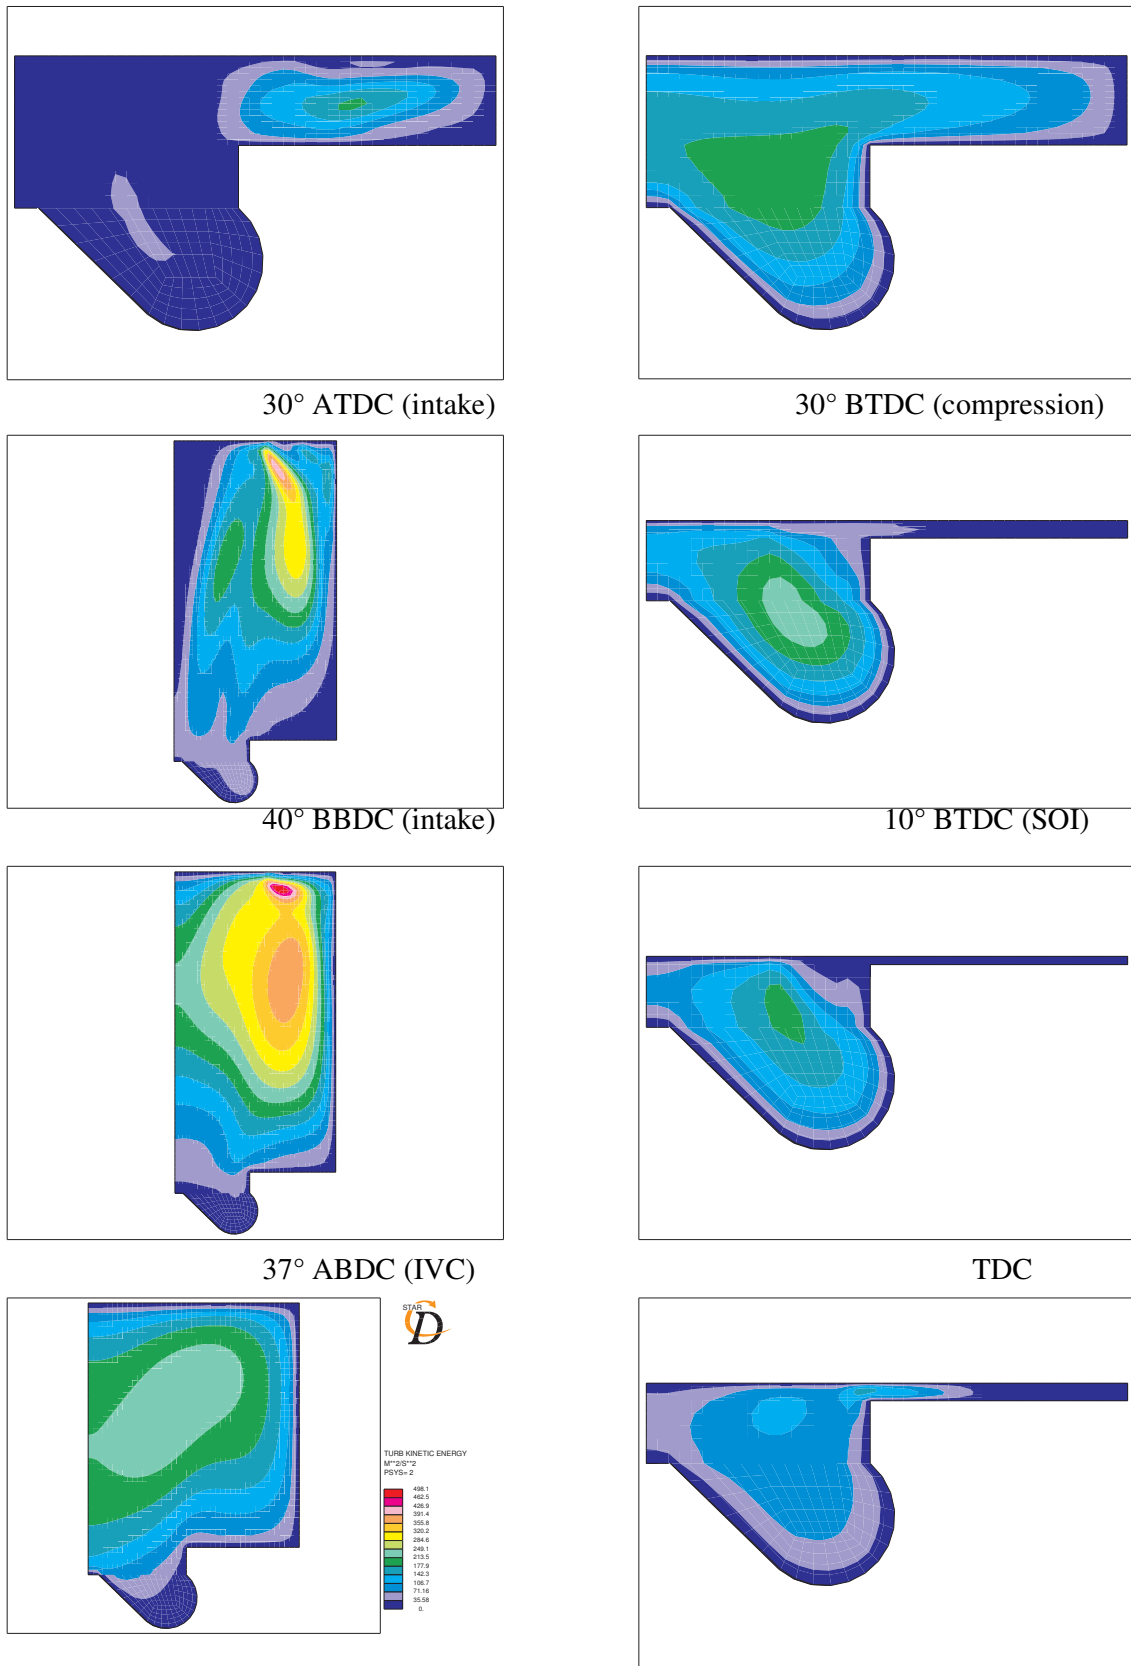 30° ATDC (intake)
30° BTDC (compression)
40° BBDC (intake)
10° BTDC (SOI)
37° ABDC (IVC)
TDC
STAR
D
TURB KINETIC ENERGY
M**2/S**2
PSYS= 2
498.1
462.5
426.9
391.4
355.8
320.2
284.6
249.1
213.5
177.9
142.3
106.7
71.16
35.58
0.